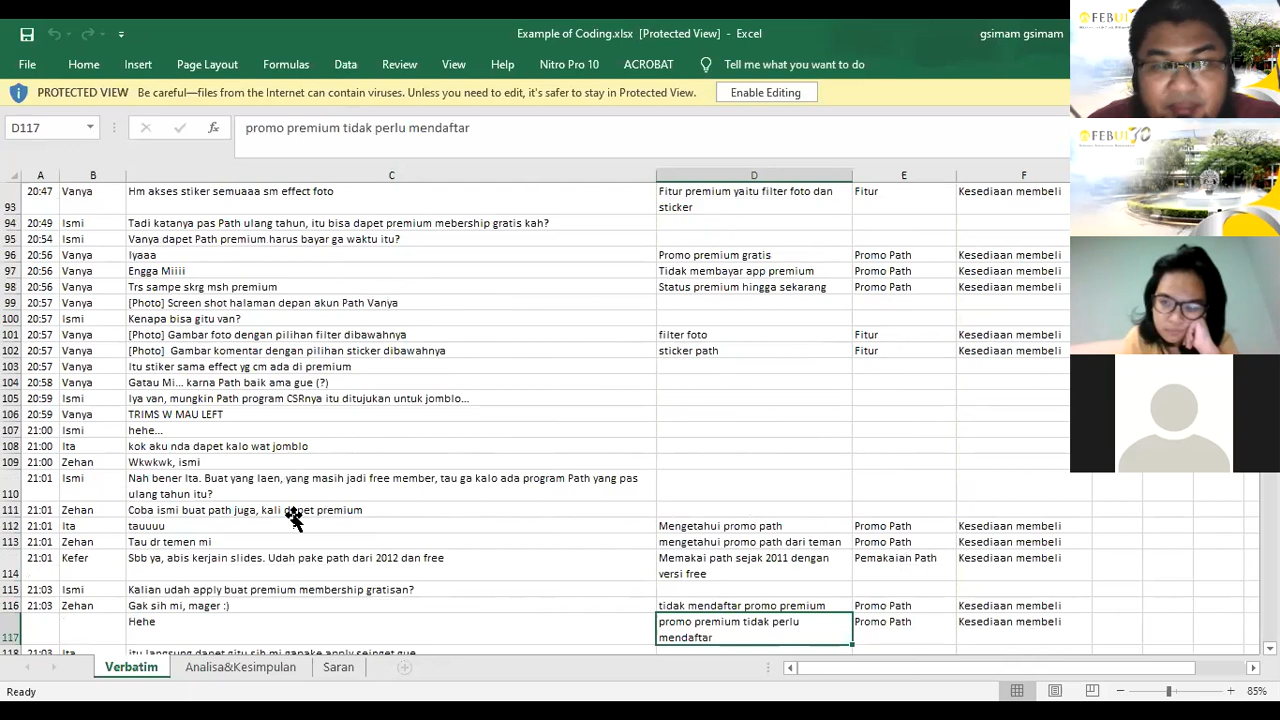 Example of Coding.xlsx [Protected View] - Excel
gsimam gsimam
File Home Insert Page Layout Formulas Data Review View Help Nitro Pro 10 ACROBAT Tell me what you want to do
PROTECTED VIEW Be careful—files from the Internet can contain viruses. Unless you need to edit, it's safer to stay in Protected View. Enable Editing
D117 fx promo premium tidak perlu mendaftar
A B C D E F
93 20:47 Vanya Hm akses stiker semuaaa sm effect foto Fitur premium yaitu filter foto dan sticker Fitur Kesediaan membeli
94 20:49 Ismi Tadi katanya pas Path ulang tahun, itu bisa dapet premium mebership gratis kah?
95 20:54 Ismi Vanya dapet Path premium harus bayar ga waktu itu?
96 20:56 Vanya Iyaaa Promo premium gratis Promo Path Kesediaan membeli
97 20:56 Vanya Engga Miiii Tidak membayar app premium Promo Path Kesediaan membeli
98 20:56 Vanya Trs sampe skrg msh premium Status premium hingga sekarang Promo Path Kesediaan membeli
99 20:57 Vanya [Photo] Screen shot halaman depan akun Path Vanya
100 20:57 Ismi Kenapa bisa gitu van?
101 20:57 Vanya [Photo] Gambar foto dengan pilihan filter dibawahnya filter foto Fitur Kesediaan membeli
102 20:57 Vanya [Photo] Gambar komentar dengan pilihan sticker dibawahnya sticker path Fitur Kesediaan membeli
103 20:57 Vanya Itu stiker sama effect yg cm ada di premium
104 20:58 Vanya Gatau Mi... karna Path baik ama gue (?)
105 20:59 Ismi Iya van, mungkin Path program CSRnya itu ditujukan untuk jomblo...
106 20:59 Vanya TRIMS W MAU LEFT
107 21:00 Ismi hehe...
108 21:00 Ita kok aku nda dapet kalo wat jomblo
109 21:00 Zehan Wkwkwk, ismi
110 21:01 Ismi Nah bener Ita. Buat yang laen, yang masih jadi free member, tau ga kalo ada program Path yang pas ulang tahun itu?
111 21:01 Zehan Coba ismi buat path juga, kali dapet premium
112 21:01 Ita tauuuu Mengetahui promo path Promo Path Kesediaan membeli
113 21:01 Zehan Tau dr temen mi mengetahui promo path dari teman Promo Path Kesediaan membeli
114 21:01 Kefer Sbb ya, abis kerjain slides. Udah pake path dari 2012 dan free Memakai path sejak 2011 dengan versi free Pemakaian Path Kesediaan membeli
115 21:03 Ismi Kalian udah apply buat premium membership gratisan?
116 21:03 Zehan Gak sih mi, mager :) tidak mendaftar promo premium Promo Path Kesediaan membeli
117 Hehe promo premium tidak perlu mendaftar Promo Path Kesediaan membeli
118 Ita itu langsung dapet gitu sih mi gapake apply seinget gue
Verbatim Analisa&Kesimpulan Saran
Ready 85%
FEBUI
FEBUI 30